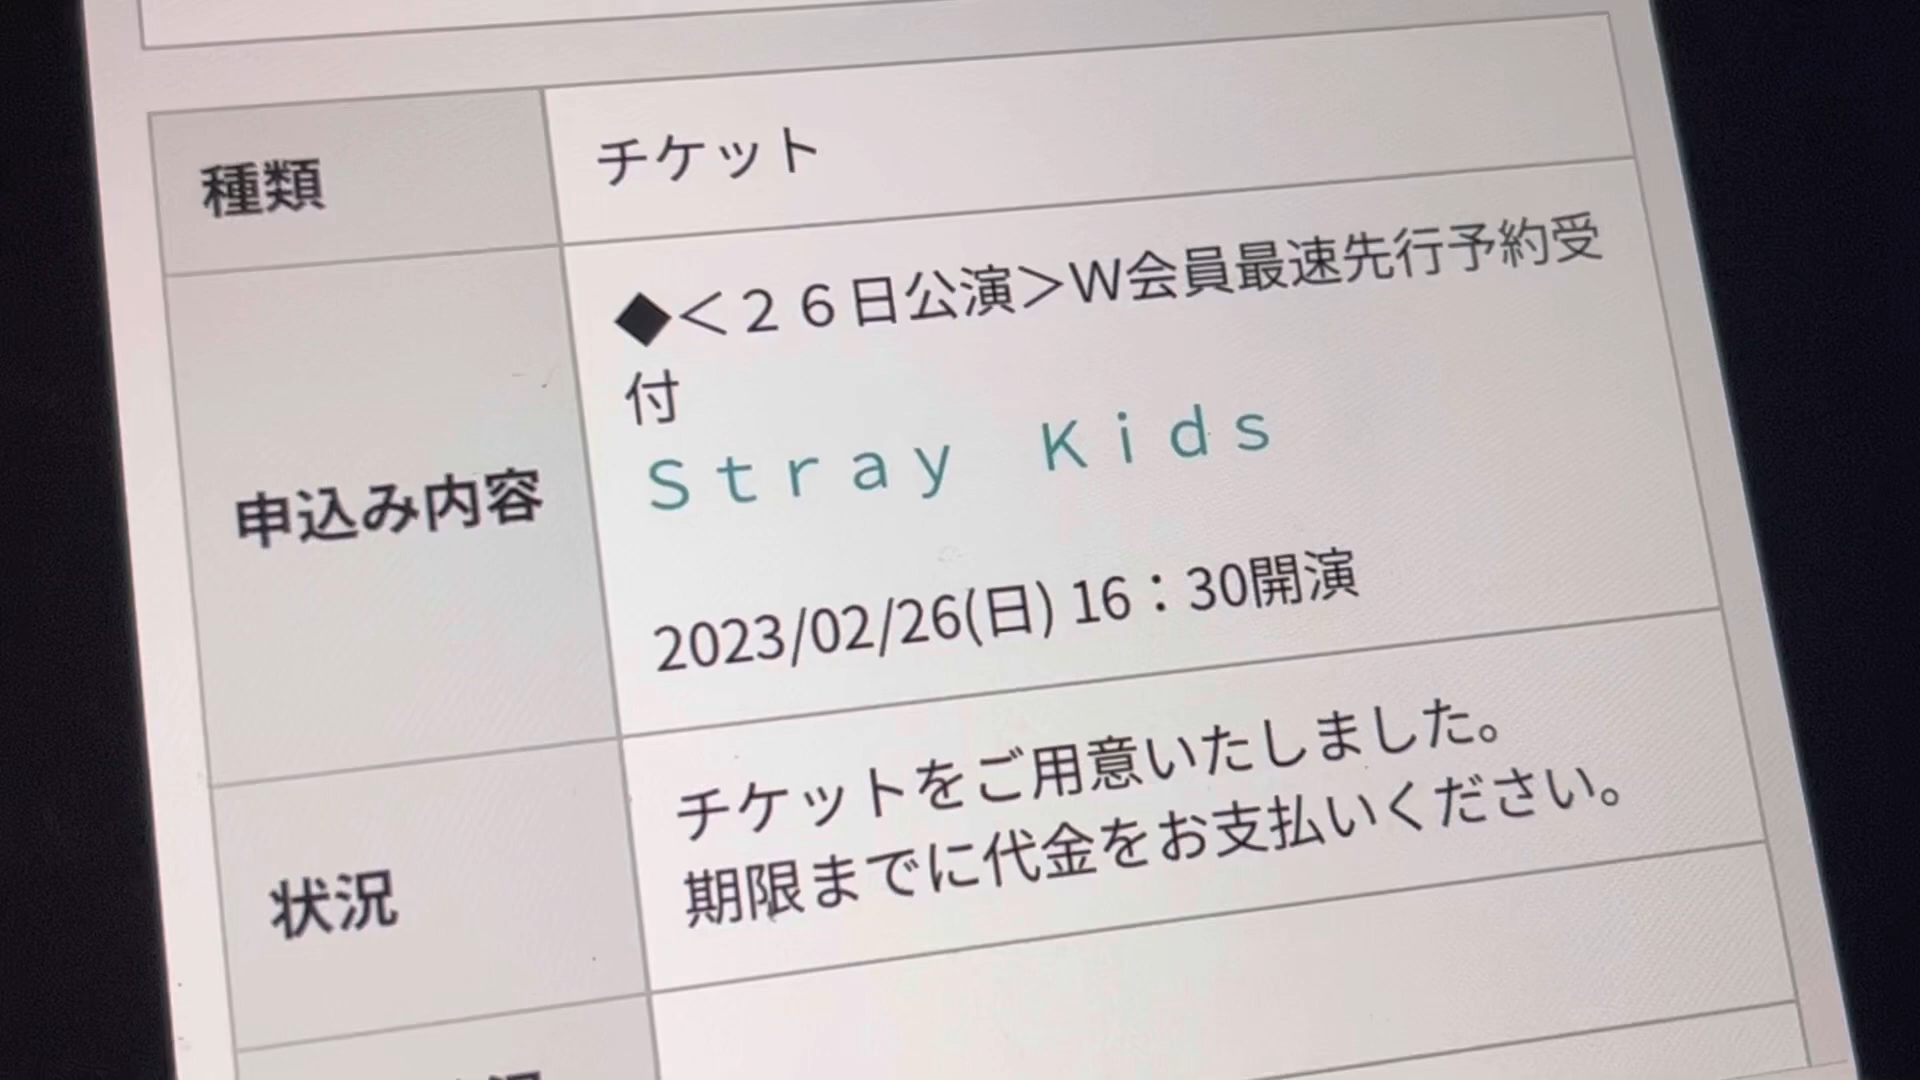 種類
チケット
申込み内容
◆＜２６日公演＞Ｗ会員最速先行予約受
付
Ｓｔｒａｙ　Ｋｉｄｓ
2023/02/26(日) 16：30開演
状況
チケットをご用意いたしました。
期限までに代金をお支払いください。